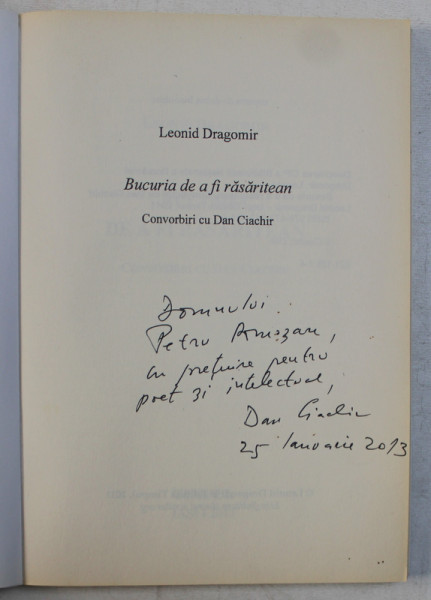 Leonid Dragomir
Bucuria de a fi răsăritean
Convorbiri cu Dan Ciachir
Domnului
Petru Romoșan,
cu prețuire pentru
poet și intelectual,
Dan Ciachir
25 Ianuarie 2013